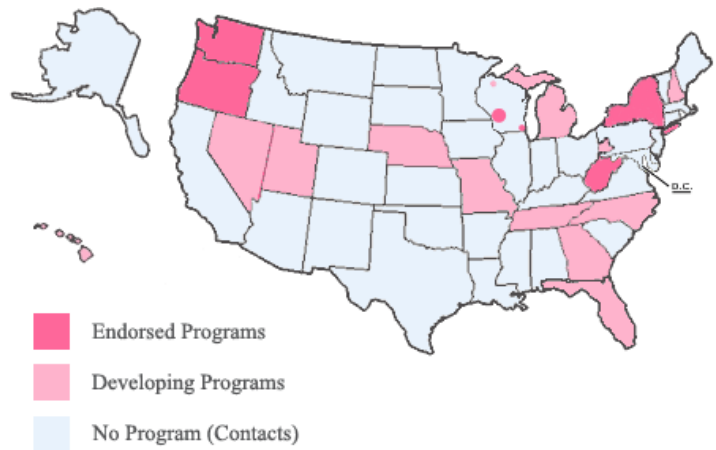 D.C.
Endorsed Programs
Developing Programs
No Program (Contacts)